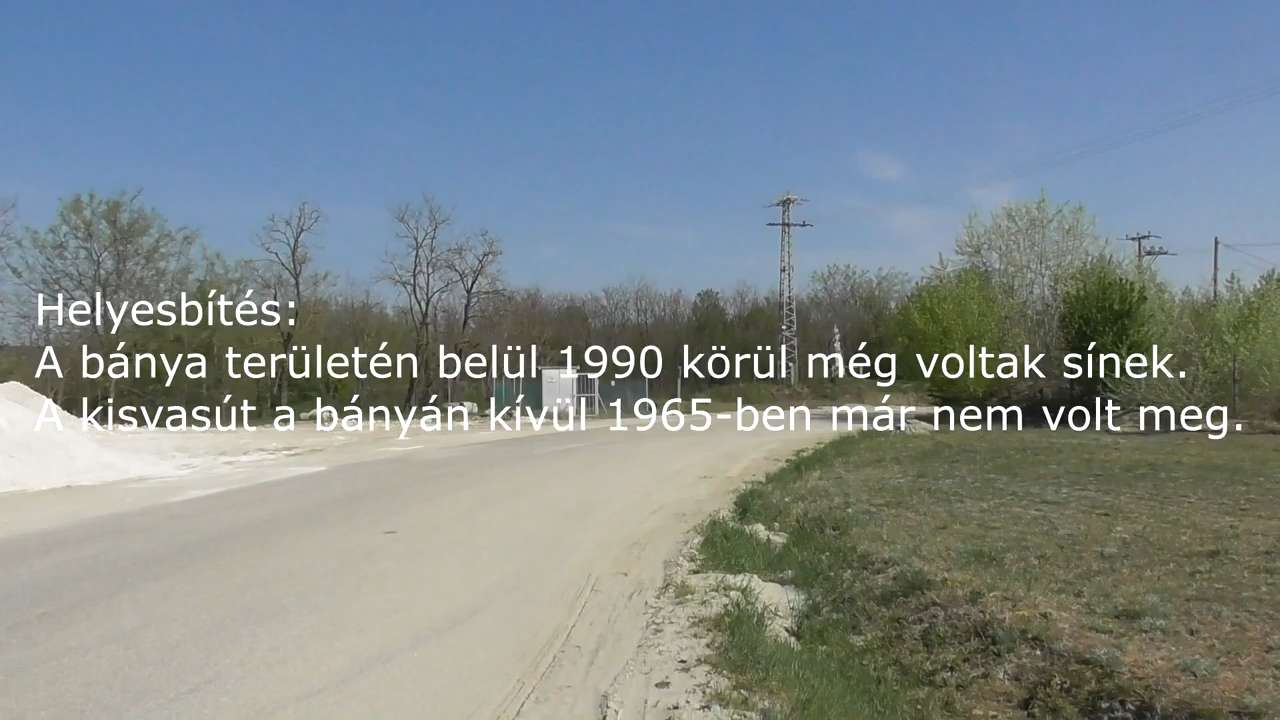 Helyesbítés:
A bánya területén belül 1990 körül még voltak sínek.
A kisvasút a bányán kívül 1965-ben már nem volt meg.